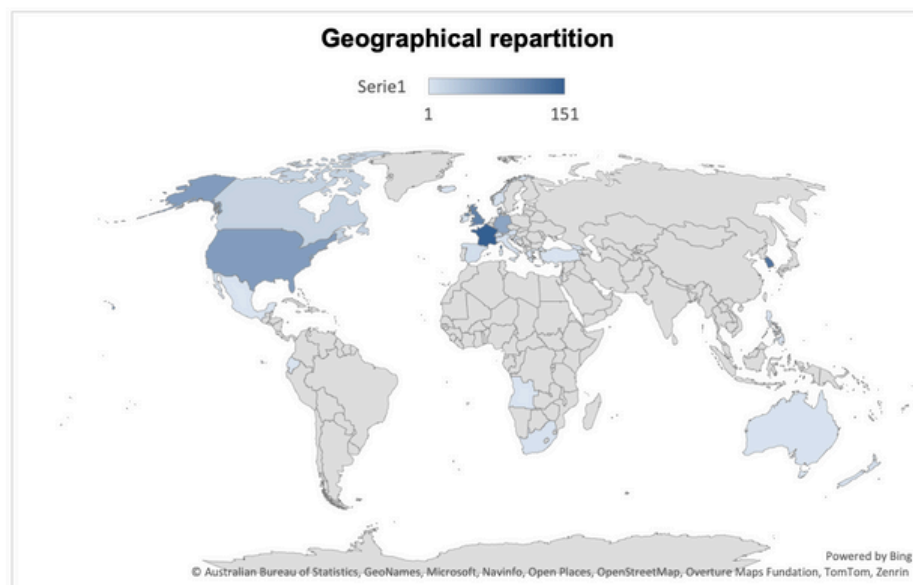 Geographical repartition
Serie1
1 151
Powered by Bing
© Australian Bureau of Statistics, GeoNames, Microsoft, Navinfo, Open Places, OpenStreetMap, Overture Maps Fundation, TomTom, Zenrin